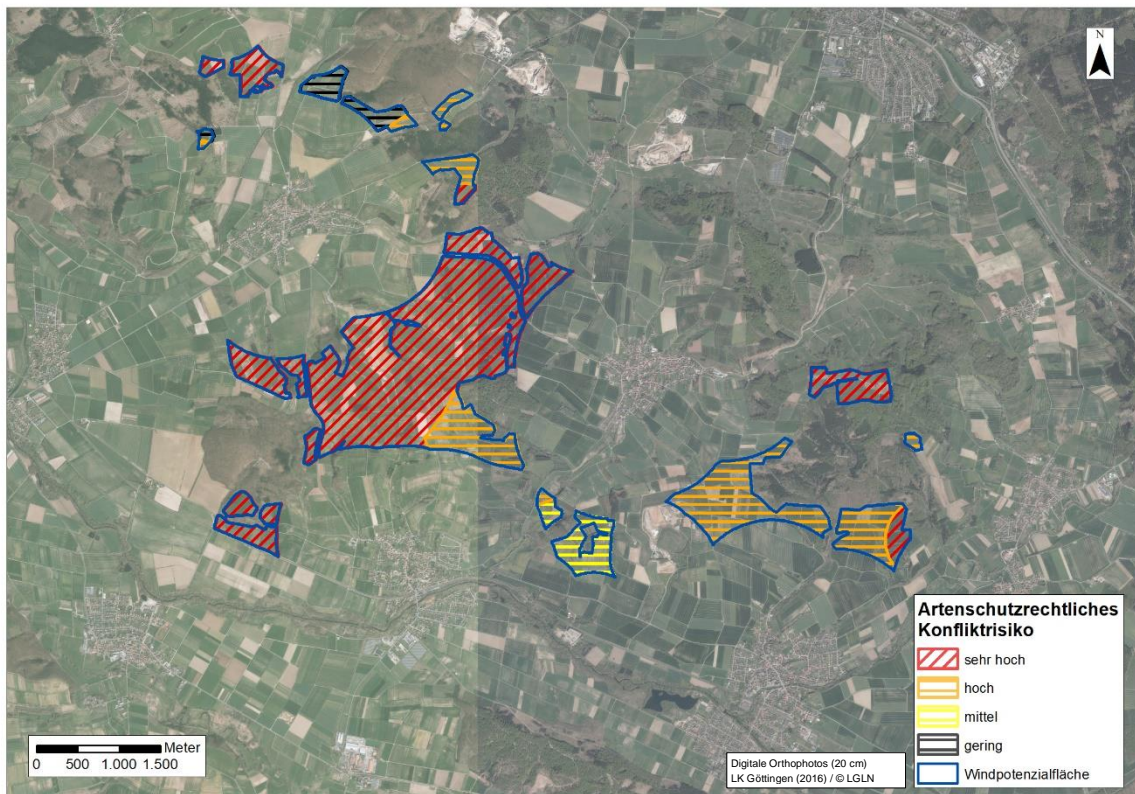 N
Artenschutzrechtliches
Konfliktrisiko
sehr hoch
hoch
mittel
gering
Windpotenzialfläche
Meter
0 500 1.000 1.500
Digitale Orthophotos (20 cm)
LK Göttingen (2016) / © LGLN